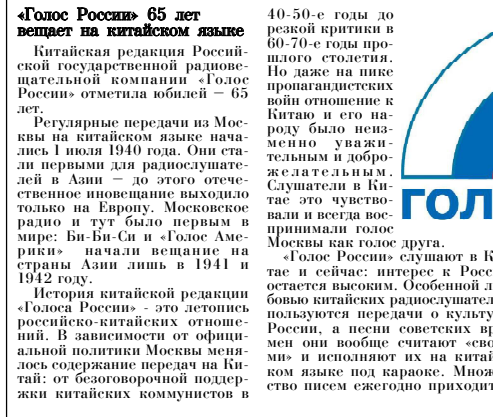 «Голос России» 65 лет
вещает на китайском языке
Китайская редакция Россий-
ской государственной радиове-
щательной компании «Голос
России» отметила юбилей — 65
лет.
Регулярные передачи из Мос-
квы на китайском языке нача-
лись 1 июля 1940 года. Они ста-
ли первыми для радиослушате-
лей в Азии — до этого отече-
ственное иновещание выходило
только на Европу. Московское
радио и тут было первым в
мире: Би-Би-Си и «Голос Аме-
рики» начали вещание на
страны Азии лишь в 1941 и
1942 году.
История китайской редакции
«Голоса России» - это летопись
российско-китайских отноше-
ний. В зависимости от офици-
альной политики Москвы меня-
лось содержание передач на Ки-
тай: от безоговорочной поддер-
жки китайских коммунистов в
40-50-е годы до
резкой критики в
60-70-е годы про-
шлого столетия.
Но даже на пике
пропагандистских
войн отношение к
Китаю и его на-
роду было неиз-
менно уважи-
тельным и добро-
желательным.
Слушатели в Ки-
тае это чувство-
вали и всегда вос-
принимали голос
Москвы как голос друга.
«Голос России» слушают в К
тае и сейчас: интерес к Росс
остается высоким. Особенной л
бовью китайских радиослушател
пользуются передачи о культу
России, а песни советских вр
мен они вообще считают «сво
ми» и исполняют их на китай
ком языке под караоке. Множ
ство писем ежегодно приходит
ГОЛ